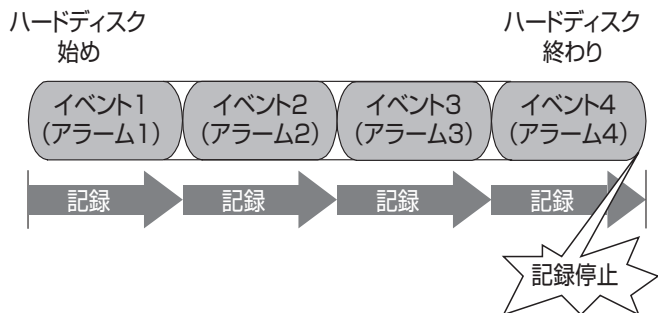 ハードディスク
始め
ハードディスク
終わり
イベント1
(アラーム1)
イベント2
(アラーム2)
イベント3
(アラーム3)
イベント4
(アラーム4)
記録
記録
記録
記録
記録停止